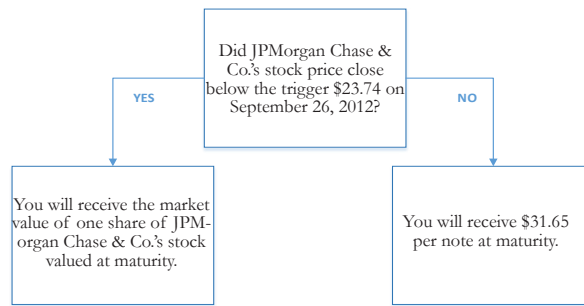 Did JPMorgan Chase &
Co.'s stock price close
below the trigger $23.74 on
September 26, 2012?
YES
NO
You will receive the market
value of one share of JPM-
organ Chase & Co.'s stock
valued at maturity.
You will receive $31.65
per note at maturity.